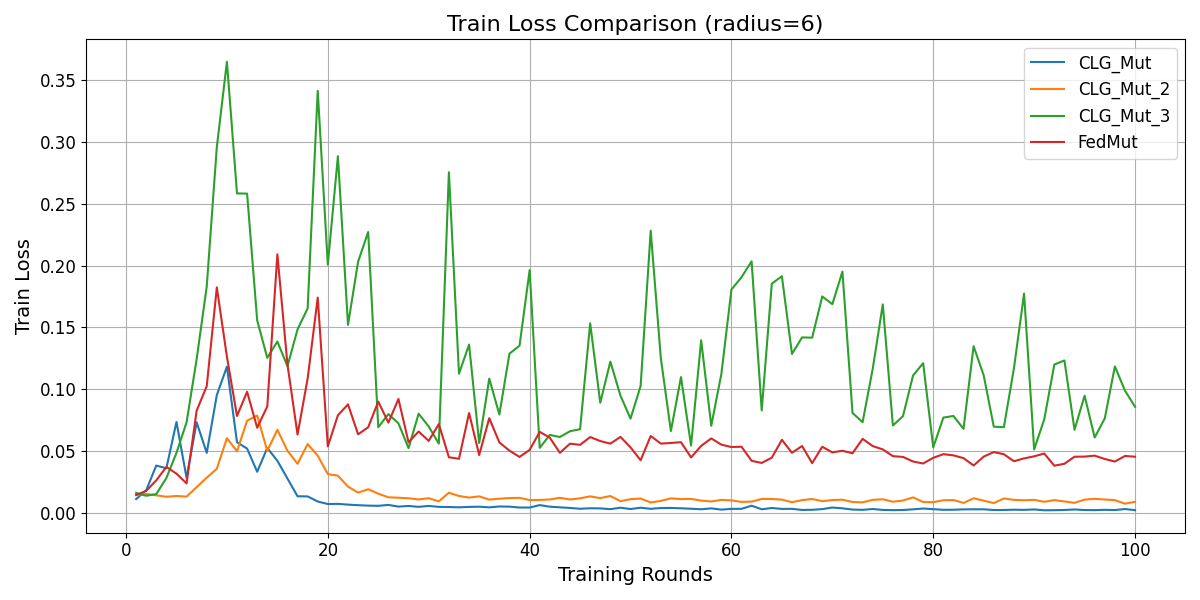 Train Loss Comparison (radius=6)
Train Loss
0.35
0.30
0.25
0.20
0.15
0.10
0.05
0.00
CLG_Mut
CLG_Mut_2
CLG_Mut_3
FedMut
0 20 40 60 80 100
Training Rounds